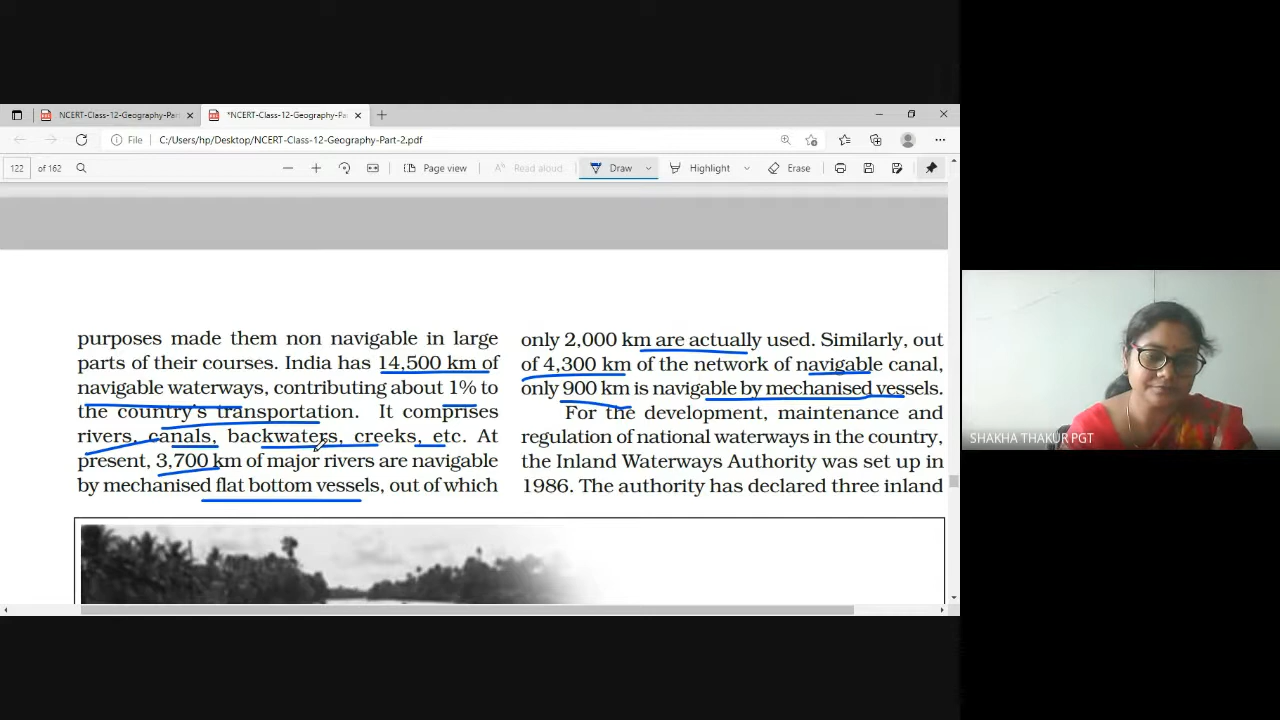 NCERT-Class-12-Geography-Par
*NCERT-Class-12-Geography-Pa
File
C:/Users/hp/Desktop/NCERT-Class-12-Geography-Part-2.pdf
122 of 162
Page view
Read aloud
Draw
Highlight
Erase
purposes made them non navigable in large
parts of their courses. India has 14,500 km of
navigable waterways, contributing about 1% to
the country's transportation. It comprises
rivers, canals, backwaters, creeks, etc. At
present, 3,700 km of major rivers are navigable
by mechanised flat bottom vessels, out of which
only 2,000 km are actually used. Similarly, out
of 4,300 km of the network of navigable canal,
only 900 km is navigable by mechanised vessels.
For the development, maintenance and
regulation of national waterways in the country,
the Inland Waterways Authority was set up in
1986. The authority has declared three inland
SHAKHA THAKUR PGT